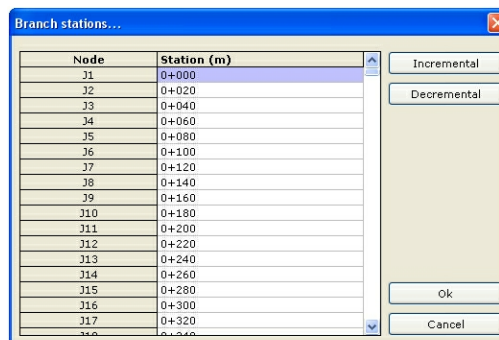 Branch stations...
Node Station (m)
J1 0+000
J2 0+020
J3 0+040
J4 0+060
J5 0+080
J6 0+100
J7 0+120
J8 0+140
J9 0+160
J10 0+180
J11 0+200
J12 0+220
J13 0+240
J14 0+260
J15 0+280
J16 0+300
J17 0+320
Incremental
Decremental
Ok
Cancel